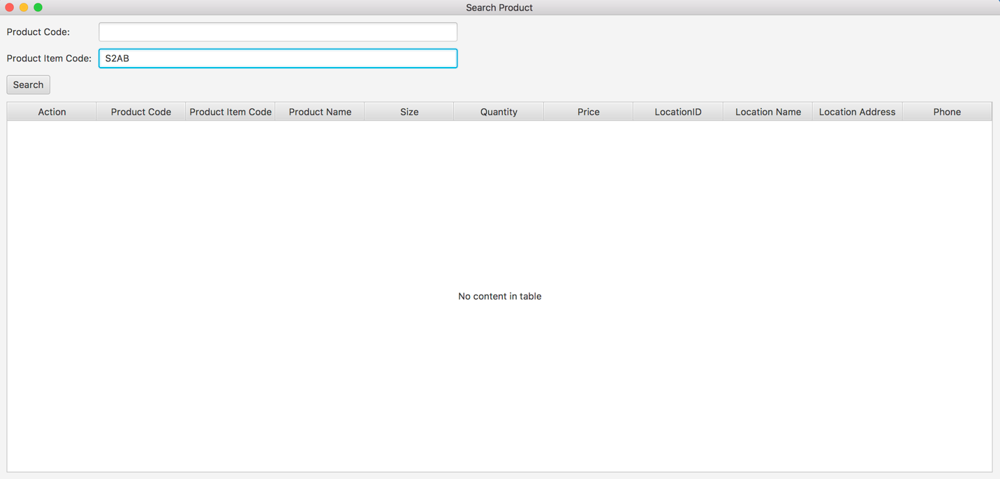 Search Product
Product Code:
Product Item Code: S2AB
Search
Action Product Code Product Item Code Product Name Size Quantity Price LocationID Location Name Location Address Phone
No content in table